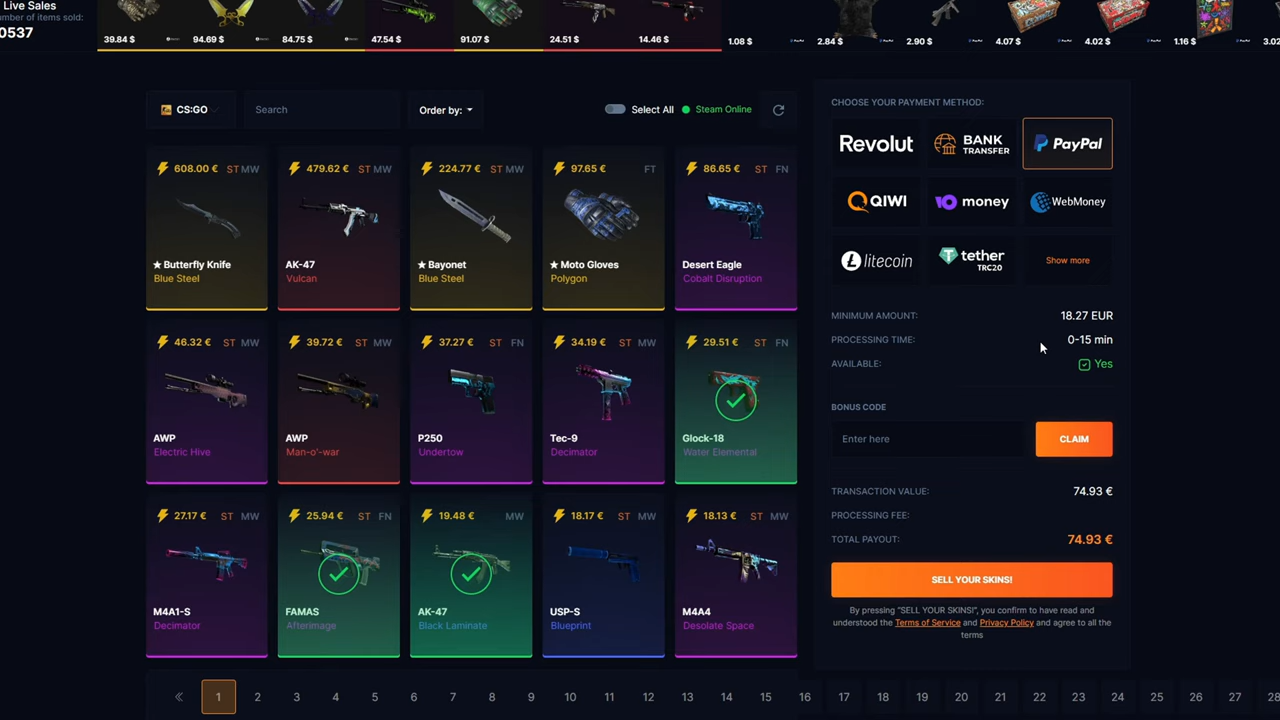 Live Sales
umber of items sold:
0537
39.84 $
94.69 $
84.75 $
47.54 $
91.07 $
24.51 $
14.46 $
1.08 $
2.84 $
2.90 $
4.07 $
4.02 $
1.16 $
3.02
CS:GO
Search
Order by:
Select All
Steam Online
608.00 € ST MW
★ Butterfly Knife
Blue Steel
479.62 € ST MW
AK-47
Vulcan
224.77 € ST MW
★ Bayonet
Blue Steel
97.65 € FT
★ Moto Gloves
Polygon
86.65 € ST FN
Desert Eagle
Cobalt Disruption
46.32 € ST MW
AWP
Electric Hive
39.72 € ST MW
AWP
Man-o'-war
37.27 € ST FN
P250
Undertow
34.19 € ST MW
Tec-9
Decimator
29.51 € ST FN
Glock-18
Water Elemental
27.17 € ST MW
M4A1-S
Decimator
25.94 € ST FN
FAMAS
Afterimage
19.48 € MW
AK-47
Black Laminate
18.17 € ST MW
USP-S
Blueprint
18.13 € ST MW
M4A4
Desolate Space
« 1 2 3 4 5 6 7 8 9 10 11 12 13 14 15 16 17 18 19 20 21 22 23 24 25 26 27 28
CHOOSE YOUR PAYMENT METHOD:
Revolut
BANK
TRANSFER
PayPal
QIWI
money
WebMoney
litecoin
tether
TRC20
Show more
MINIMUM AMOUNT: 18.27 EUR
PROCESSING TIME: 0-15 min
AVAILABLE: Yes
BONUS CODE
Enter here
CLAIM
TRANSACTION VALUE: 74.93 €
PROCESSING FEE:
TOTAL PAYOUT: 74.93 €
SELL YOUR SKINS!
By pressing "SELL YOUR SKINS!", you confirm to have read and
understood the Terms of Service and Privacy Policy and agree to all the
terms